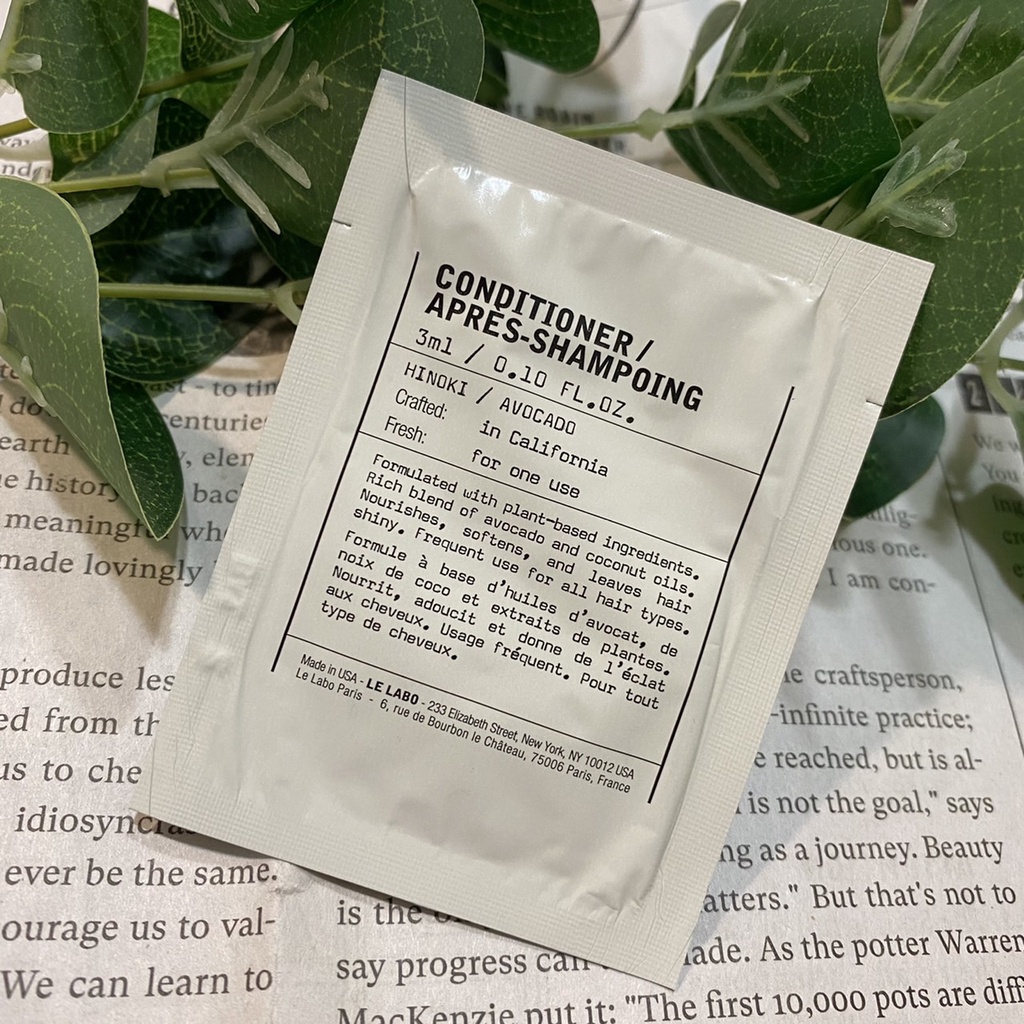 CONDITIONER /
APRÈS-SHAMPOING
3ml / 0.10 FL.OZ.
HINOKI / AVOCADO
Crafted: in California
Fresh: for one use
Formulated with plant-based ingredients.
Rich blend of avocado and coconut oils.
Nourishes, softens, and leaves hair
shiny. Frequent use for all hair types.
Formule à base d'huiles d'avocat, de
noix de coco et extraits de plantes.
Nourrit, adoucit et donne de l'éclat
aux cheveux. Usage fréquent. Pour tout
type de cheveux.
Made in USA - LE LABO - 233 Elizabeth Street, New York, NY 10012 USA
Le Labo Paris - 6, rue de Bourbon le Château, 75006 Paris, France
- to
earth
history
meaningf
made lovingly
produce les
ed from th
us to che
idiosyncras
ever be the same.
ourage us to val-
We can learn to
ious one.
I am con-
craftsperson,
-infinite practice;
reached, but is al-
is not the goal," says
ng as a journey. Beauty
atters." But that's not to
is the
say progress can
ade. As the potter Warren
MacKenzie put it: "The first 10,000 pots are diff